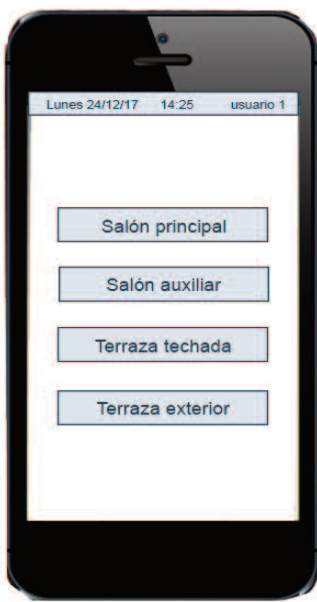 Lunes 24/12/17 14:25 usuario 1
Salón principal
Salón auxiliar
Terraza techada
Terraza exterior